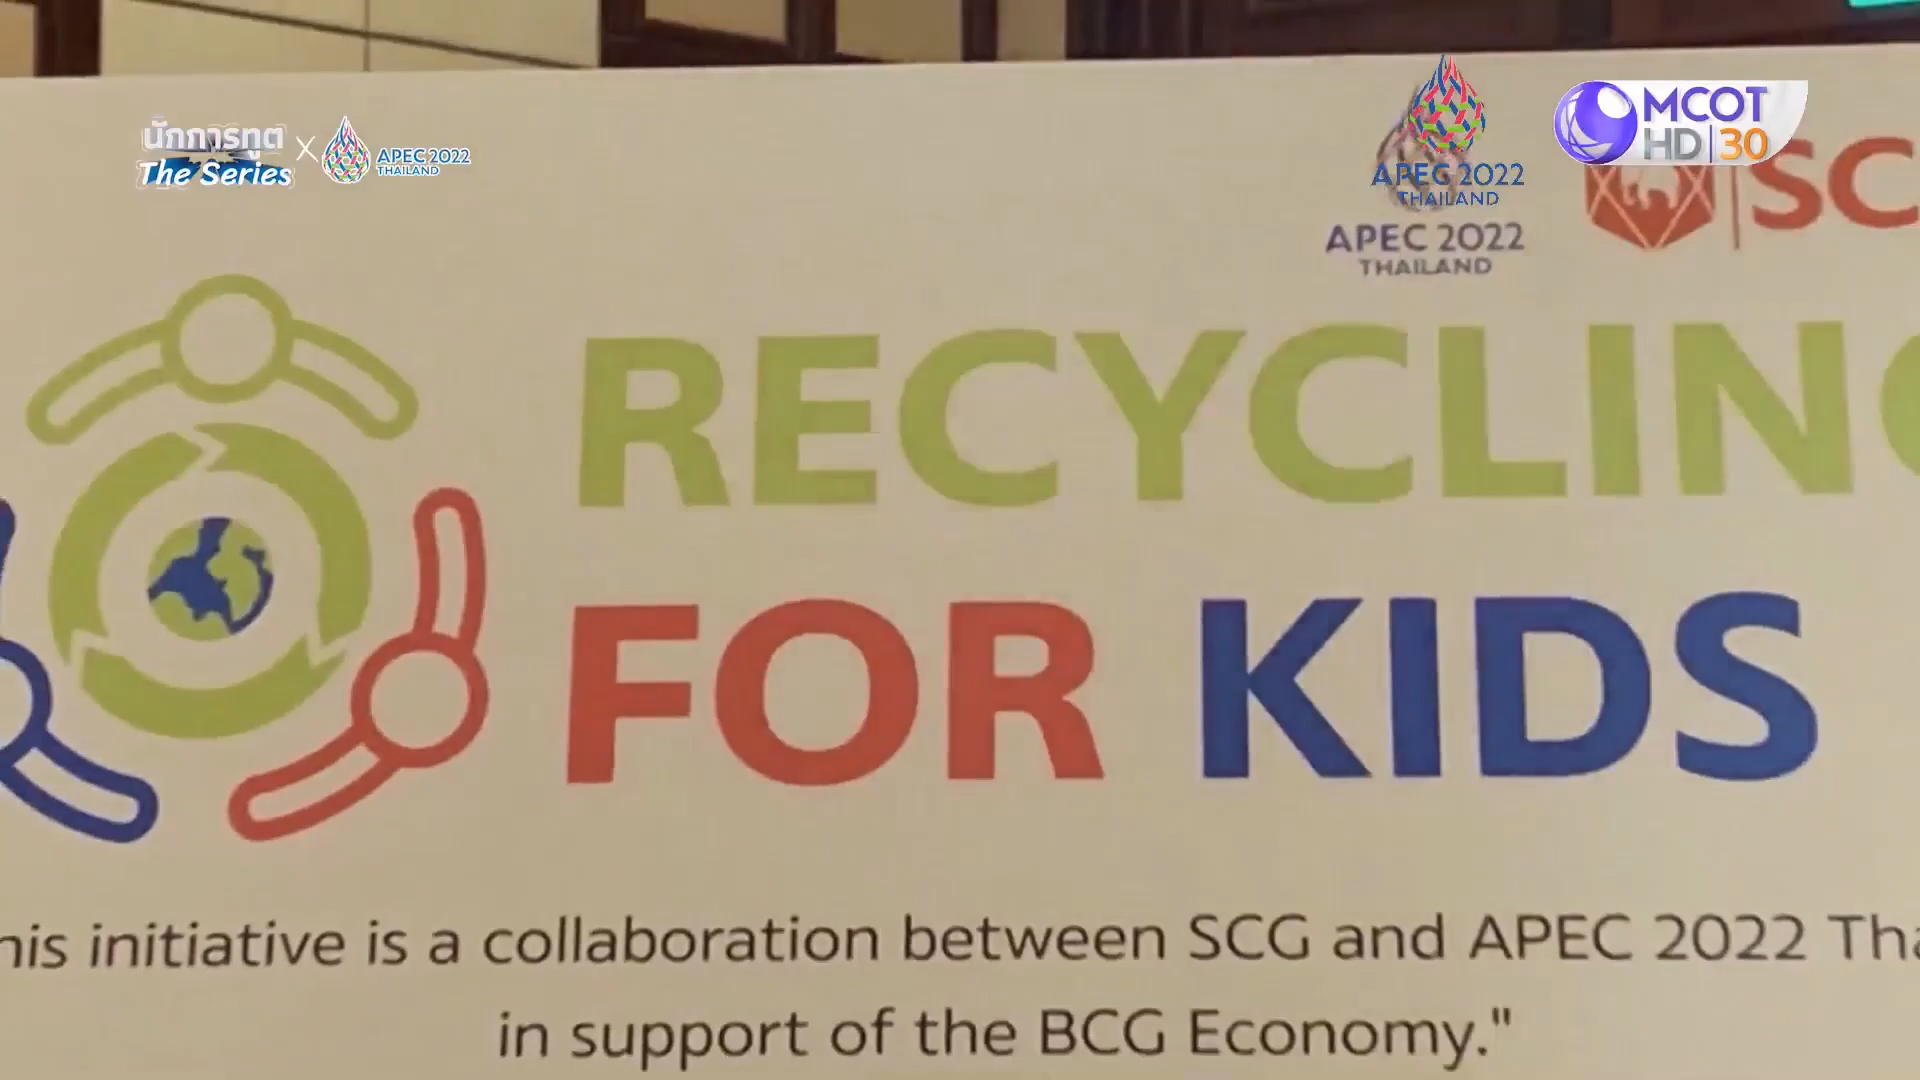 นักการทูต
The Series
X
APEC 2022
THAILAND
APEC 2022
THAILAND
MCOT
HD 30
APEC 2022
THAILAND
SC
RECYCLING
FOR KIDS
his initiative is a collaboration between SCG and APEC 2022 Tha
in support of the BCG Economy."